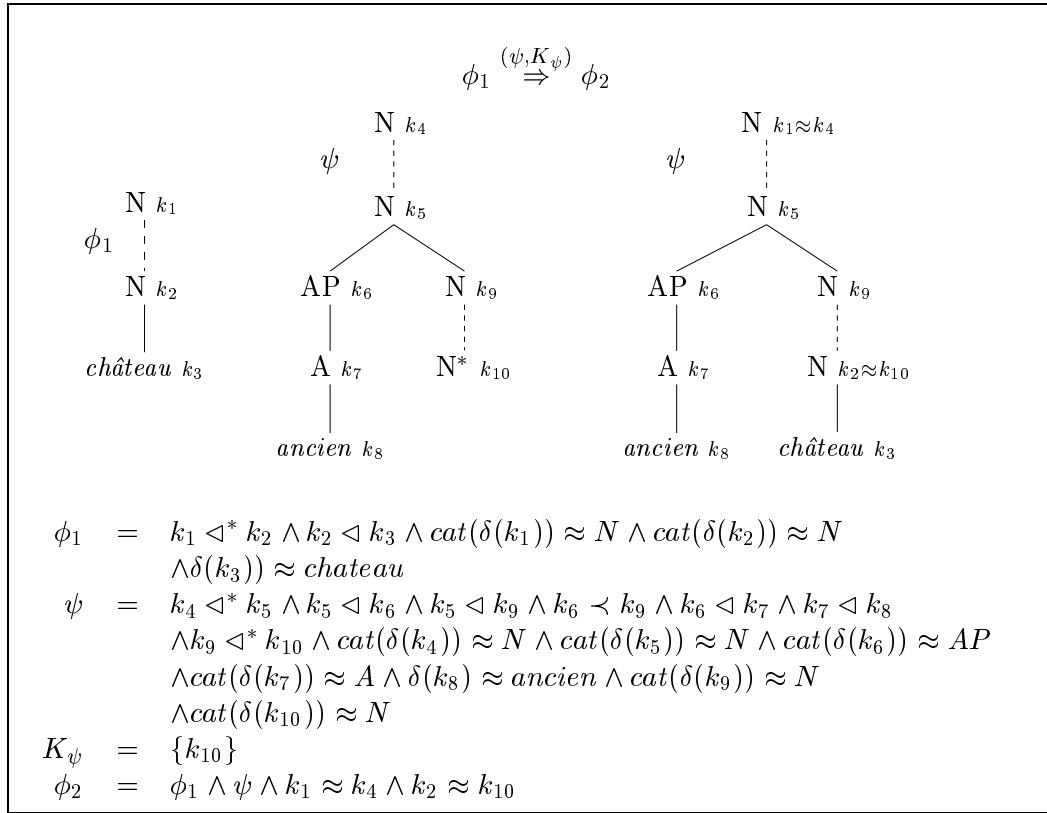 ϕ₁ ⇒^{(ψ,K_ψ)} ϕ₂
N k₄ N k₁≈k₄
ψ ψ
N k₁ N k₅ N k₅
ϕ₁
N k₂ AP k₆ N k₉ AP k₆ N k₉
château k₃ A k₇ N* k₁₀ A k₇ N k₂≈k₁₀
ancien k₈ ancien k₈ château k₃
ϕ₁ = k₁ ◁* k₂ ∧ k₂ ◁ k₃ ∧ cat(δ(k₁)) ≈ N ∧ cat(δ(k₂)) ≈ N
∧δ(k₃)) ≈ chateau
ψ = k₄ ◁* k₅ ∧ k₅ ◁ k₆ ∧ k₅ ◁ k₉ ∧ k₆ ≺ k₉ ∧ k₆ ◁ k₇ ∧ k₇ ◁ k₈
∧k₉ ◁* k₁₀ ∧ cat(δ(k₄)) ≈ N ∧ cat(δ(k₅)) ≈ N ∧ cat(δ(k₆)) ≈ AP
∧cat(δ(k₇)) ≈ A ∧ δ(k₈) ≈ ancien ∧ cat(δ(k₉)) ≈ N
∧cat(δ(k₁₀)) ≈ N
K_ψ = {k₁₀}
ϕ₂ = ϕ₁ ∧ ψ ∧ k₁ ≈ k₄ ∧ k₂ ≈ k₁₀